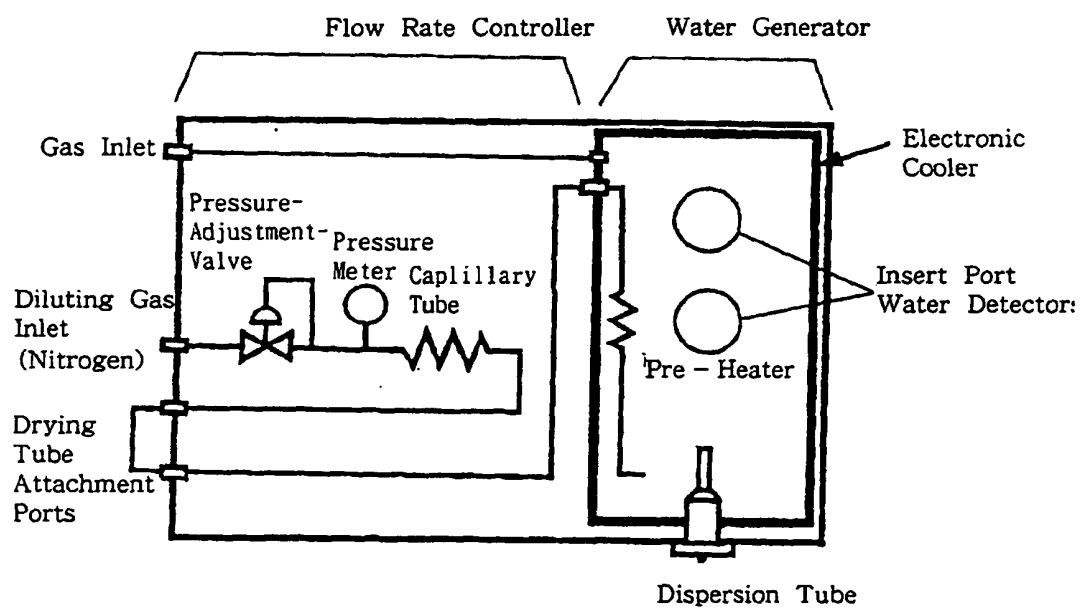 Flow Rate Controller
Water Generator
Gas Inlet
Electronic
Cooler
Pressure-
Adjustment-
Valve
Pressure
Meter
Caplillary
Tube
Insert Port
Water Detector:
Diluting Gas
Inlet
(Nitrogen)
Pre - Heater
Drying
Tube
Attachment
Ports
Dispersion Tube